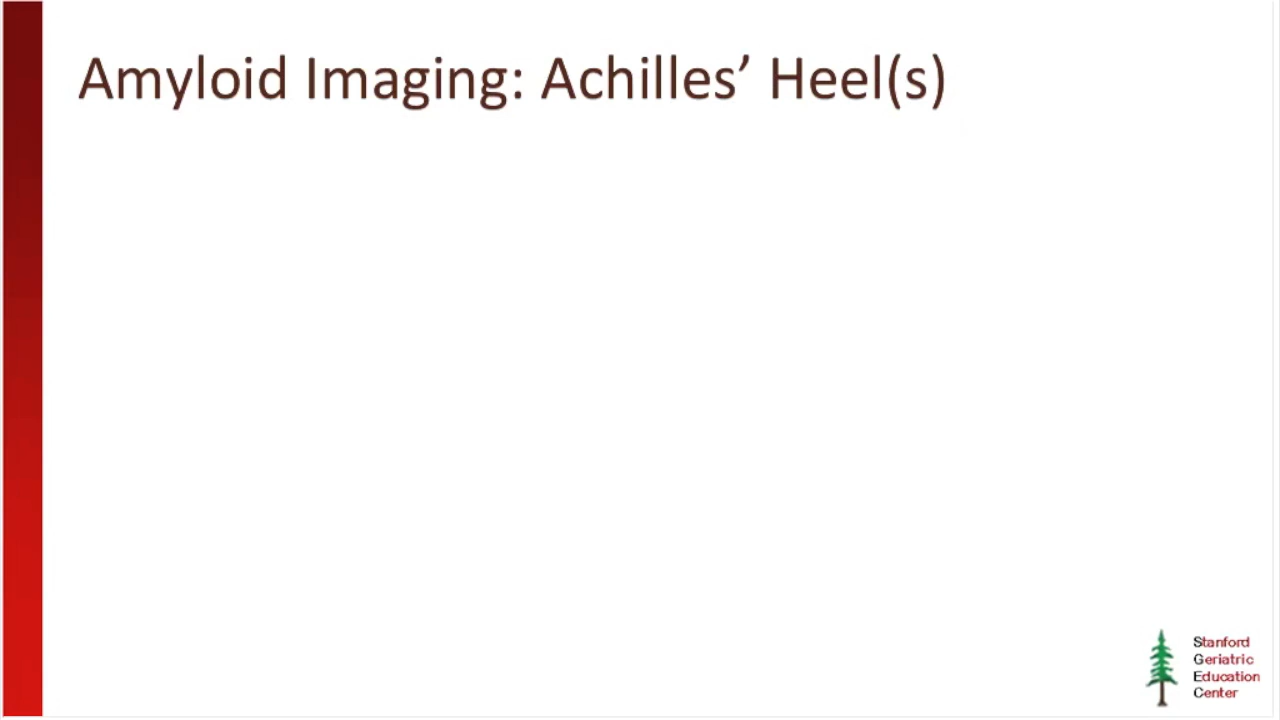 Amyloid Imaging: Achilles’ Heel(s)
Stanford
Geriatric
Education
Center